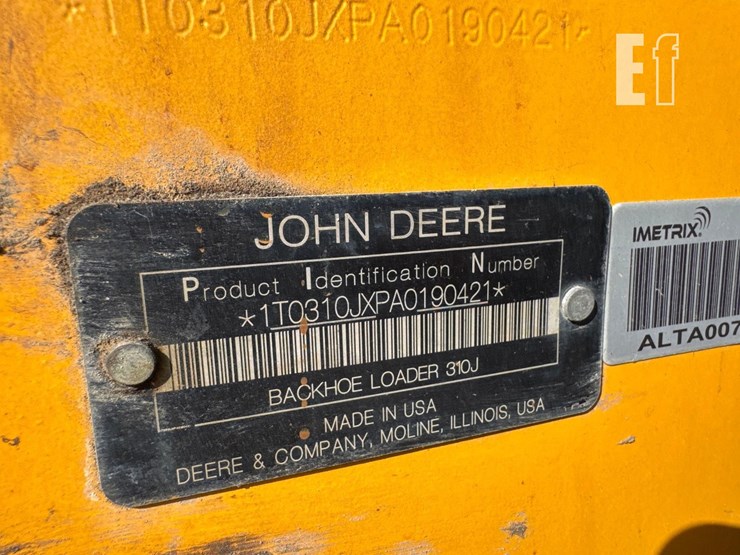 *1T0310JXPA0190421*
Ef
JOHN DEERE
Product Identification Number
*1T0310JXPA0190421*
BACKHOE LOADER 310J
MADE IN USA
DEERE & COMPANY, MOLINE, ILLINOIS, USA
IMETRIX
ALTA007